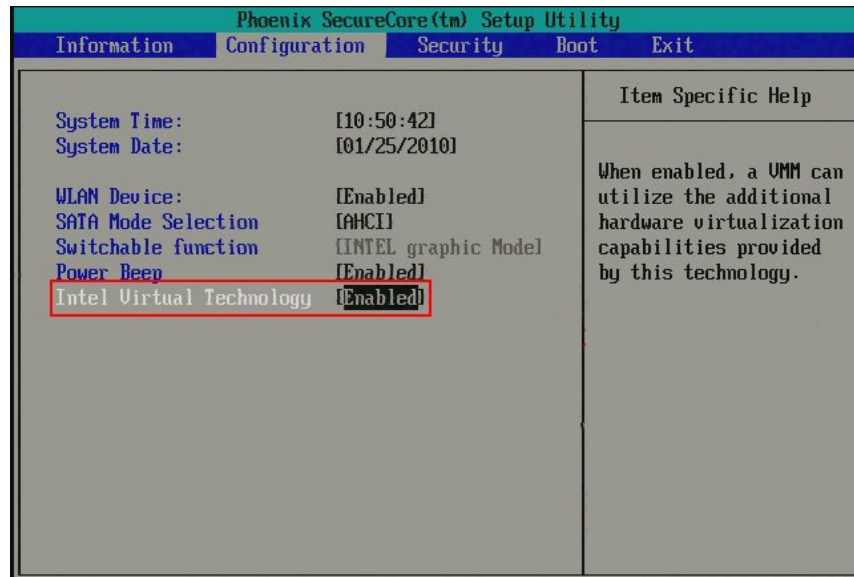 Phoenix SecureCore(tm) Setup Utility
Information Configuration Security Boot Exit
Item Specific Help
System Time: [10:50:42]
System Date: [01/25/2010]
WLAN Device: [Enabled]
SATA Mode Selection [AHCI]
Switchable function [INTEL graphic Mode]
Power Beep [Enabled]
Intel Virtual Technology [Enabled]
When enabled, a VMM can
utilize the additional
hardware virtualization
capabilities provided
by this technology.